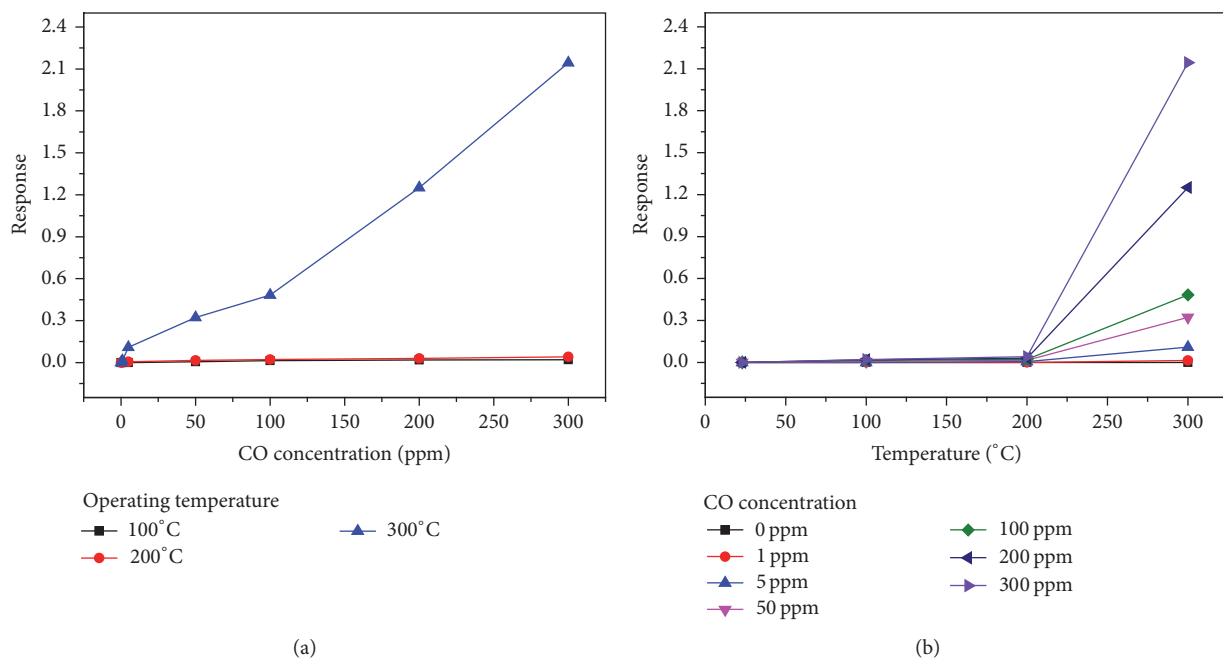 2.4
2.1
1.8
1.5
1.2
0.9
0.6
0.3
0.0
Response
0 50 100 150 200 250 300
CO concentration (ppm)
Operating temperature
100°C
200°C
300°C
(a)
2.4
2.1
1.8
1.5
1.2
0.9
0.6
0.3
0.0
Response
0 50 100 150 200 250 300
Temperature (°C)
CO concentration
0 ppm
1 ppm
5 ppm
50 ppm
100 ppm
200 ppm
300 ppm
(b)